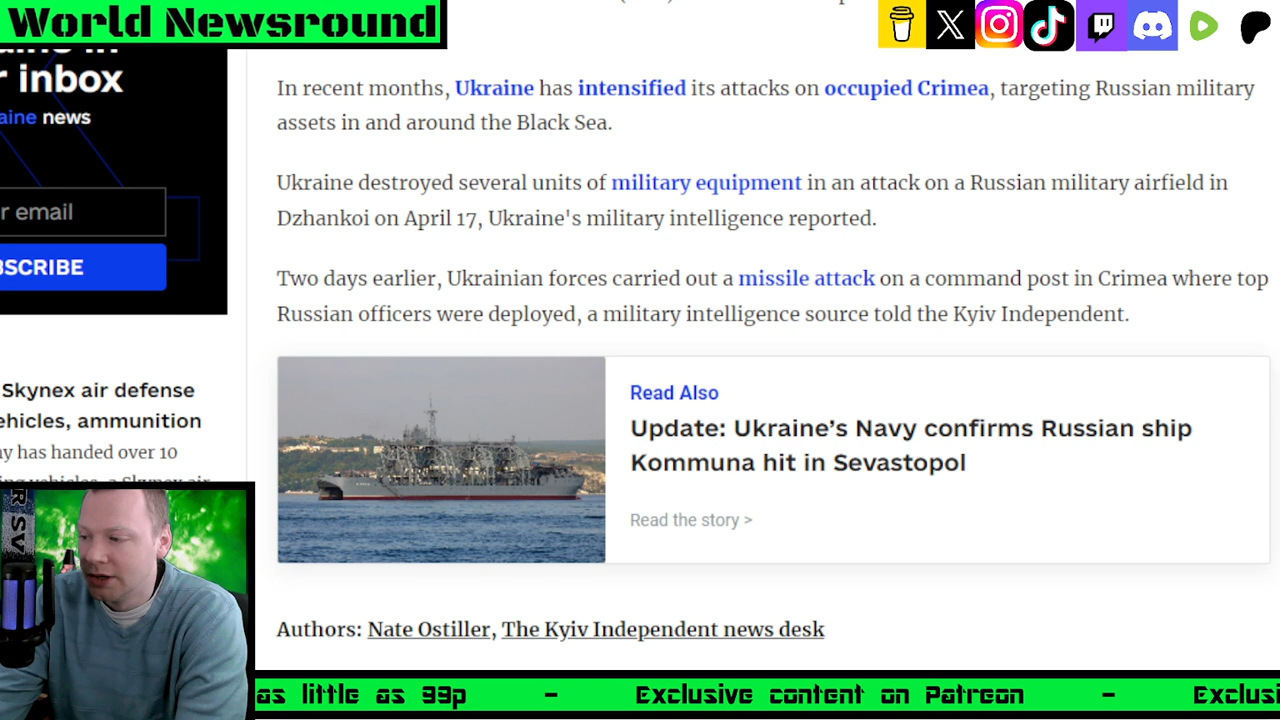 World Newsround
r inbox
aine news
r email
BSCRIBE
Skynex air defense
ehicles, ammunition
y has handed over 10
In recent months, Ukraine has intensified its attacks on occupied Crimea, targeting Russian military
assets in and around the Black Sea.
Ukraine destroyed several units of military equipment in an attack on a Russian military airfield in
Dzhankoi on April 17, Ukraine's military intelligence reported.
Two days earlier, Ukrainian forces carried out a missile attack on a command post in Crimea where top
Russian officers were deployed, a military intelligence source told the Kyiv Independent.
Read Also
Update: Ukraine’s Navy confirms Russian ship
Kommuna hit in Sevastopol
Read the story >
Authors: Nate Ostiller, The Kyiv Independent news desk
as little as 99p - Exclusive content on Patreon - Exclusi